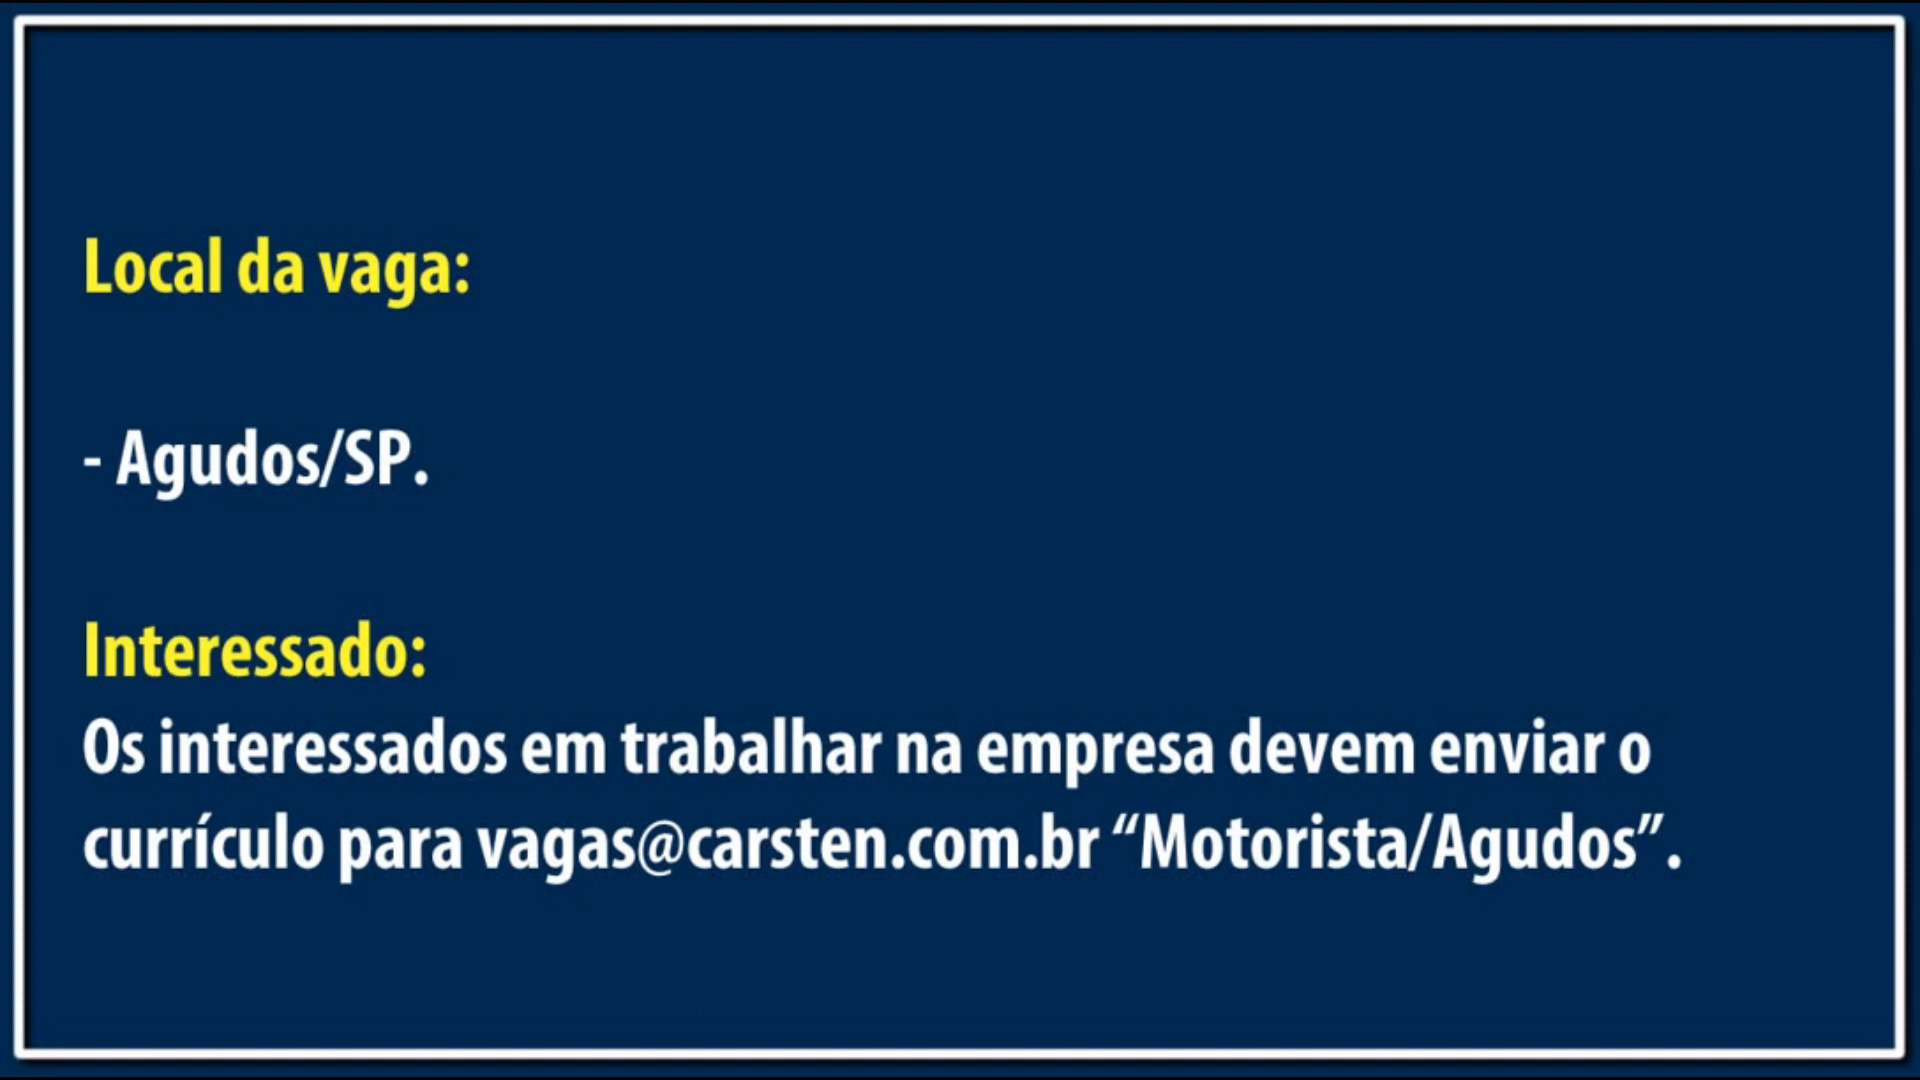 Local da vaga:
- Agudos/SP.
Interessado:
Os interessados em trabalhar na empresa devem enviar o
currículo para vagas@carsten.com.br “Motorista/Agudos”.